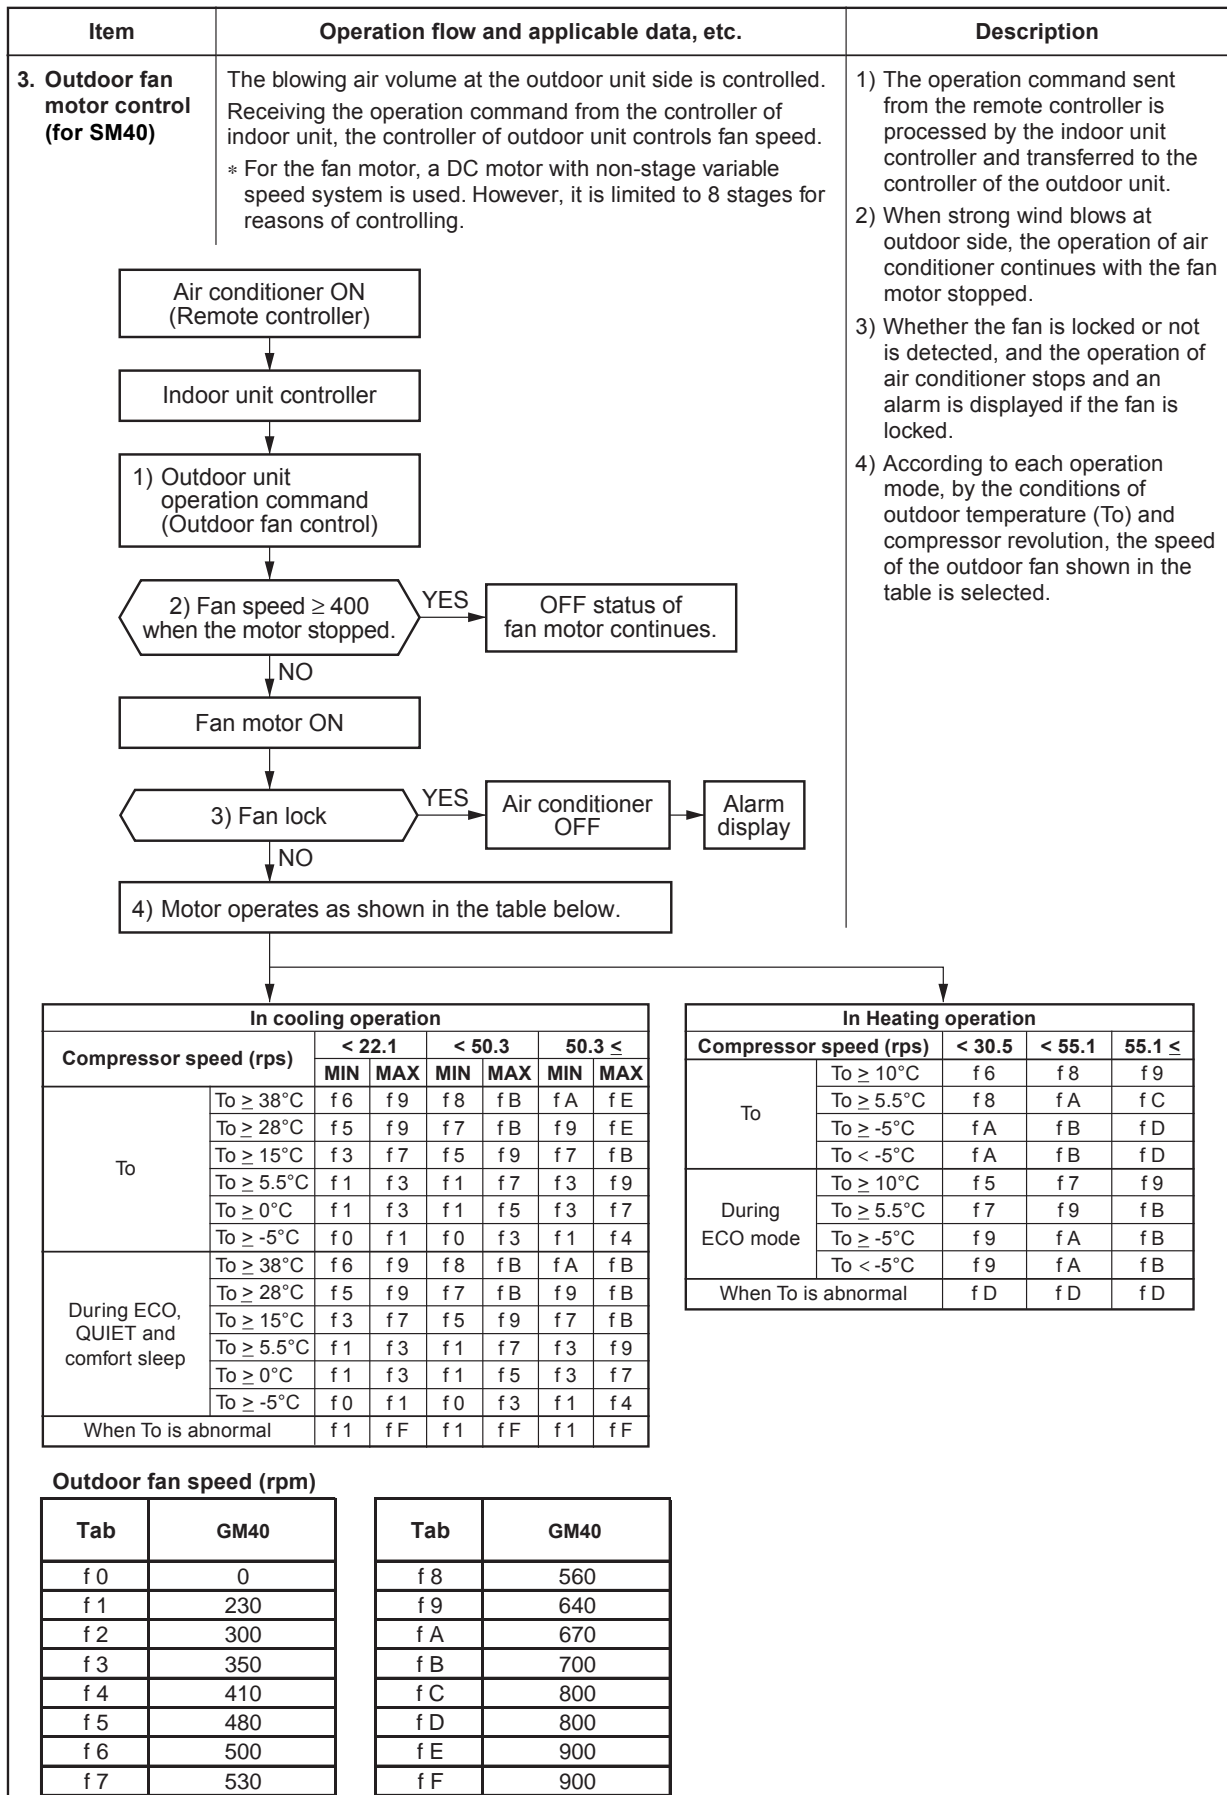 Item
Operation flow and applicable data, etc.
Description
3. Outdoor fan
motor control
(for SM40)
The blowing air volume at the outdoor unit side is controlled.
Receiving the operation command from the controller of
indoor unit, the controller of outdoor unit controls fan speed.
* For the fan motor, a DC motor with non-stage variable
speed system is used. However, it is limited to 8 stages for
reasons of controlling.
Air conditioner ON
(Remote controller)
Indoor unit controller
1) Outdoor unit
operation command
(Outdoor fan control)
2) Fan speed ≥ 400
when the motor stopped.
YES
OFF status of
fan motor continues.
NO
Fan motor ON
3) Fan lock
YES
Air conditioner
OFF
Alarm
display
NO
4) Motor operates as shown in the table below.
1) The operation command sent
from the remote controller is
processed by the indoor unit
controller and transferred to the
controller of the outdoor unit.
2) When strong wind blows at
outdoor side, the operation of air
conditioner continues with the fan
motor stopped.
3) Whether the fan is locked or not
is detected, and the operation of
air conditioner stops and an
alarm is displayed if the fan is
locked.
4) According to each operation
mode, by the conditions of
outdoor temperature (To) and
compressor revolution, the speed
of the outdoor fan shown in the
table is selected.
In cooling operation
Compressor speed (rps) < 22.1 < 50.3 50.3 ≤
MIN MAX MIN MAX MIN MAX
To
To ≥ 38°C f 6 f 9 f 8 f B f A f E
To ≥ 28°C f 5 f 9 f 7 f B f 9 f E
To ≥ 15°C f 3 f 7 f 5 f 9 f 7 f B
To ≥ 5.5°C f 1 f 3 f 1 f 7 f 3 f 9
To ≥ 0°C f 1 f 3 f 1 f 5 f 3 f 7
To ≥ -5°C f 0 f 1 f 0 f 3 f 1 f 4
During ECO,
QUIET and
comfort sleep
To ≥ 38°C f 6 f 9 f 8 f B f A f B
To ≥ 28°C f 5 f 9 f 7 f B f 9 f B
To ≥ 15°C f 3 f 7 f 5 f 9 f 7 f B
To ≥ 5.5°C f 1 f 3 f 1 f 7 f 3 f 9
To ≥ 0°C f 1 f 3 f 1 f 5 f 3 f 7
To ≥ -5°C f 0 f 1 f 0 f 3 f 1 f 4
When To is abnormal f 1 f F f 1 f F f 1 f F
In Heating operation
Compressor speed (rps) < 30.5 < 55.1 55.1 ≤
To
To ≥ 10°C f 6 f 8 f 9
To ≥ 5.5°C f 8 f A f C
To ≥ -5°C f A f B f D
To < -5°C f A f B f D
During
ECO mode
To ≥ 10°C f 5 f 7 f 9
To ≥ 5.5°C f 7 f 9 f B
To ≥ -5°C f 9 f A f B
To < -5°C f 9 f A f B
When To is abnormal f D f D f D
Outdoor fan speed (rpm)
Tab GM40
f 0 0
f 1 230
f 2 300
f 3 350
f 4 410
f 5 480
f 6 500
f 7 530
Tab GM40
f 8 560
f 9 640
f A 670
f B 700
f C 800
f D 800
f E 900
f F 900